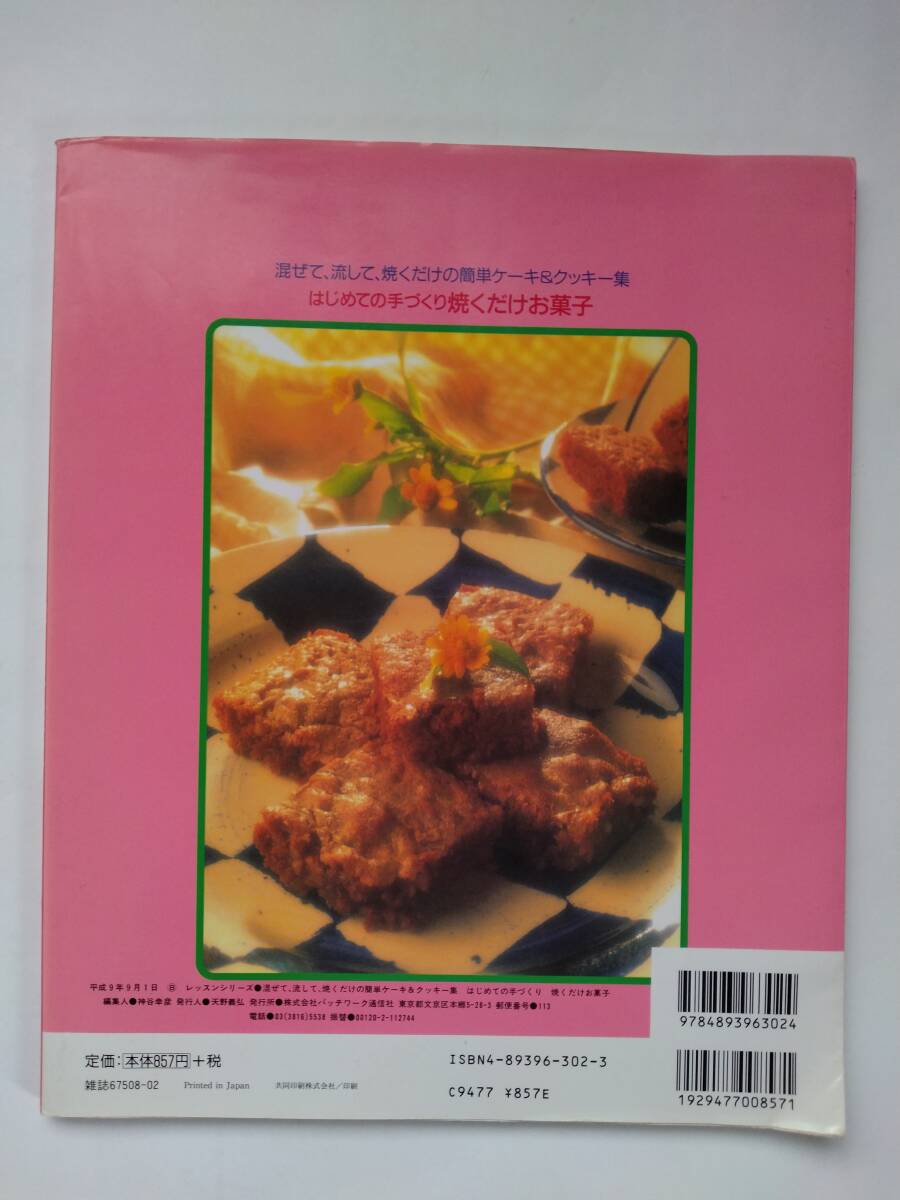 混ぜて、流して、焼くだけの簡単ケーキ&クッキー集
はじめての手づくり焼くだけお菓子
平成9年9月1日 ㊐ レッスンシリーズ●混ぜて、流して、焼くだけの簡単ケーキ&クッキー集 はじめての手づくり 焼くだけお菓子
編集人●神谷幸彦 発行人●天野義弘 発行所●株式会社パッチワーク通信社 東京都文京区本郷5-26-3 郵便番号●113
電話●03(3816)5538 振替●00120-2-112744
9784893963024
定価:本体857円+税
ISBN4-89396-302-3
雑誌67508-02 Printed in Japan 共同印刷株式会社/印刷
C9477 ¥857E
1929477008571